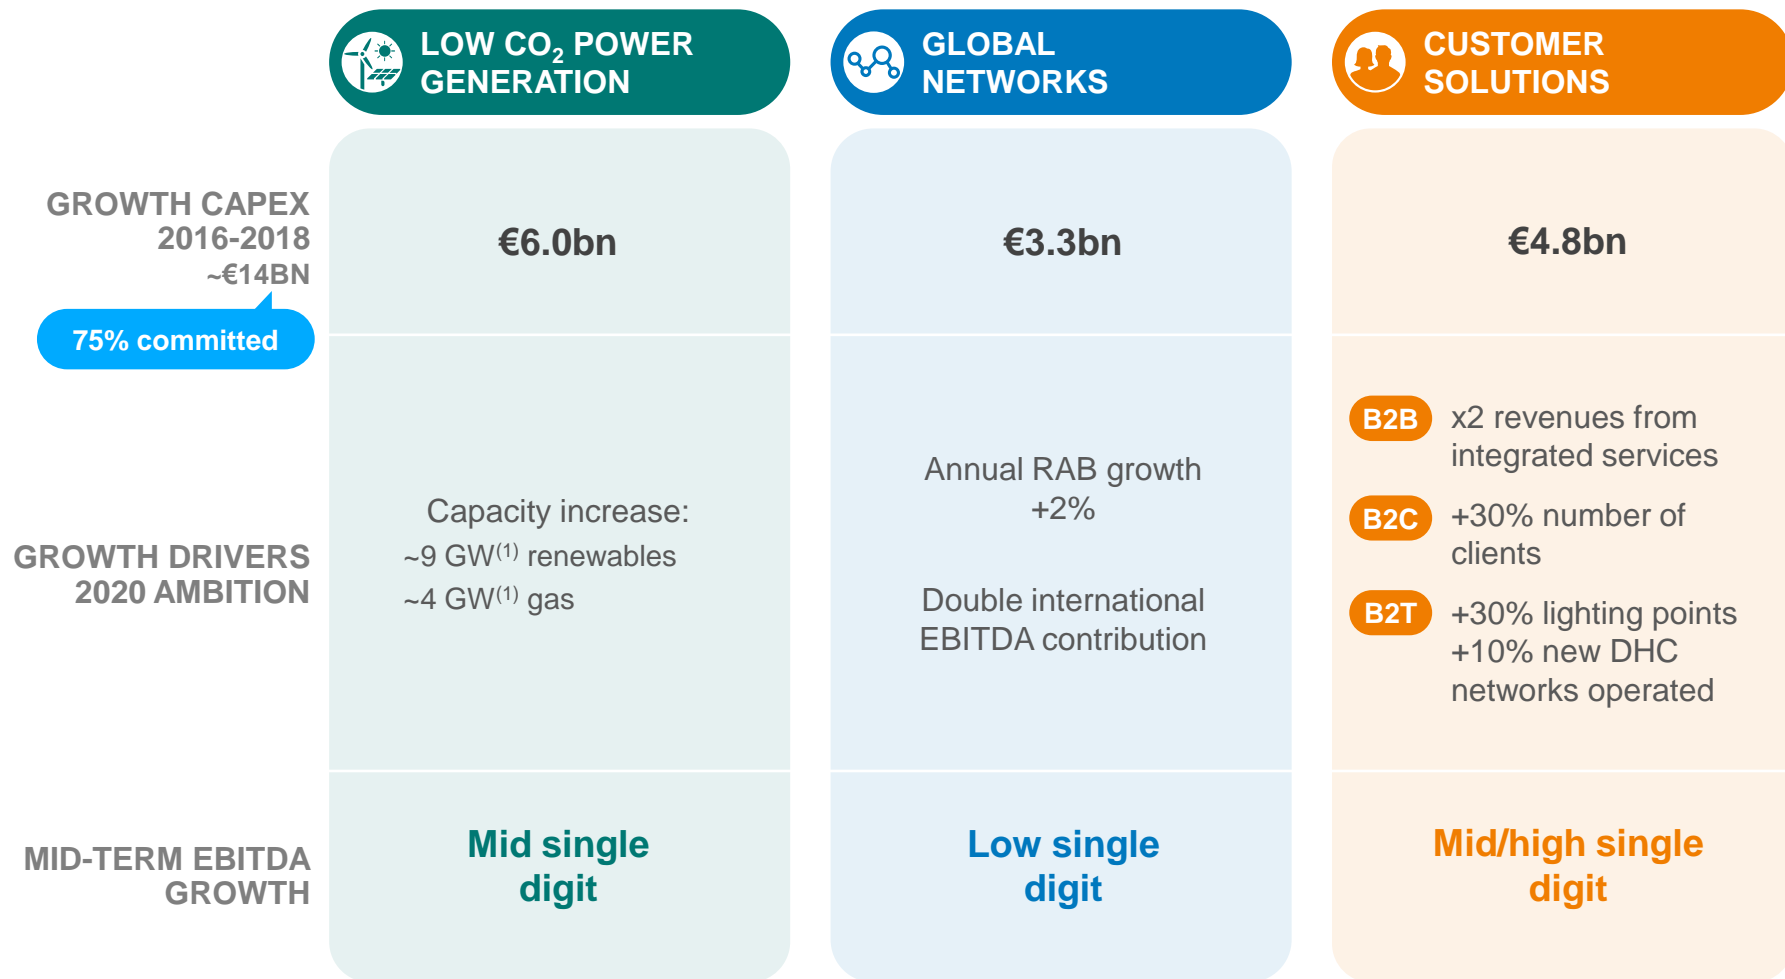 LOW CO₂ POWER
GENERATION
GLOBAL
NETWORKS
CUSTOMER
SOLUTIONS
GROWTH CAPEX
2016-2018
~€14BN
75% committed
€6.0bn
€3.3bn
€4.8bn
GROWTH DRIVERS
2020 AMBITION
Capacity increase:
~9 GW⁽¹⁾ renewables
~4 GW⁽¹⁾ gas
Annual RAB growth
+2%
Double international
EBITDA contribution
B2B x2 revenues from
integrated services
B2C +30% number of
clients
B2T +30% lighting points
+10% new DHC
networks operated
MID-TERM EBITDA
GROWTH
Mid single
digit
Low single
digit
Mid/high single
digit